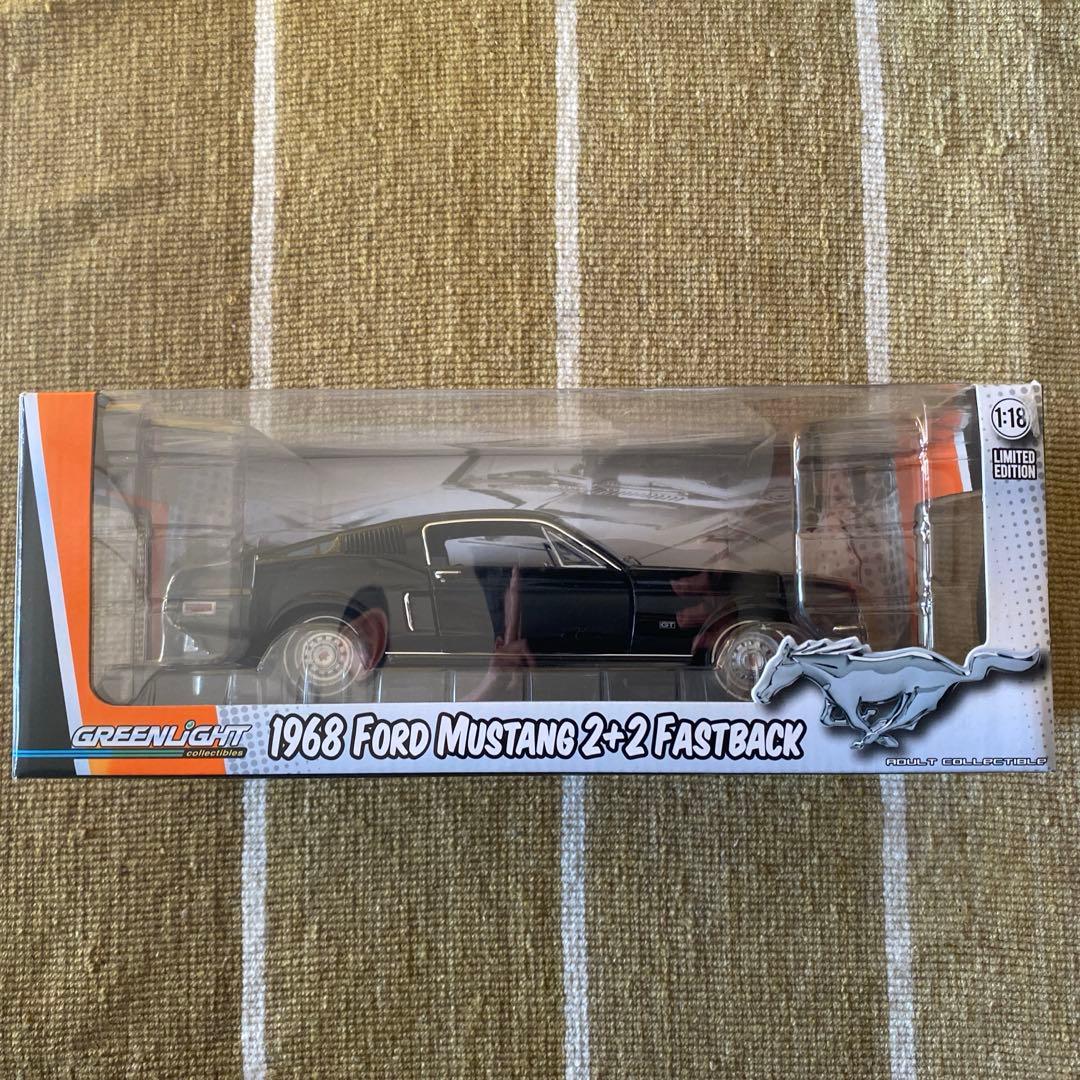 1:18
LIMITED
EDITION
GT
GREENLIGHT
collectibles
1968 FORD MUSTANG 2+2 FASTBACK
ADULT COLLECTIBLE